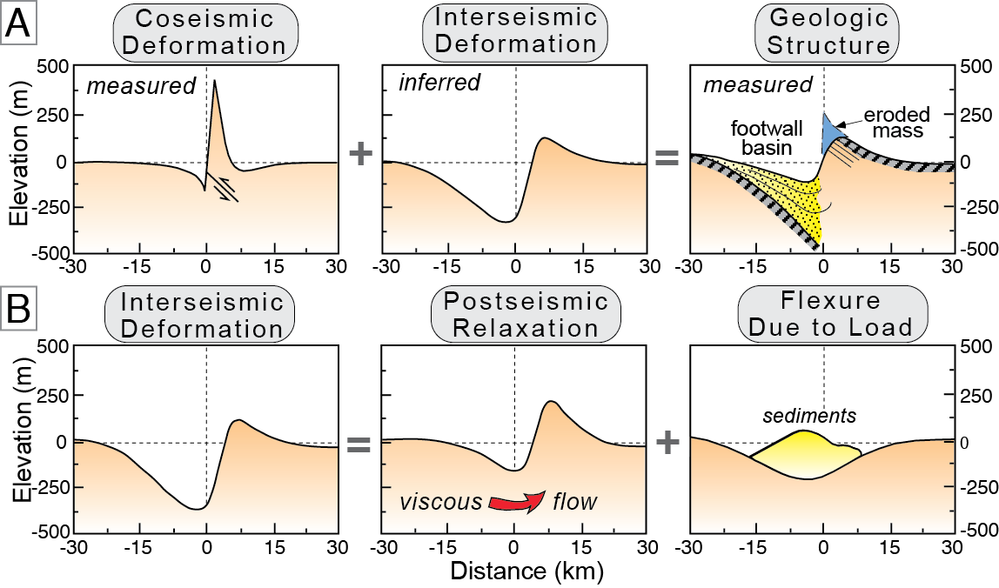 A
Coseismic
Deformation
Interseismic
Deformation
Geologic
Structure
Elevation (m)
500
250
0
-250
-500
measured
-30
-15
0
15
30
+
inferred
-30
-15
0
15
30
=
measured
footwall
basin
eroded
mass
500
250
0
-250
-500
-30
-15
0
15
30
B
Interseismic
Deformation
Postseismic
Relaxation
Flexure
Due to Load
Elevation (m)
500
250
0
-250
-500
-30
-15
0
15
30
=
viscous
flow
-30
-15
0
15
30
+
sediments
500
250
0
-250
-500
-30
-15
0
15
30
Distance (km)